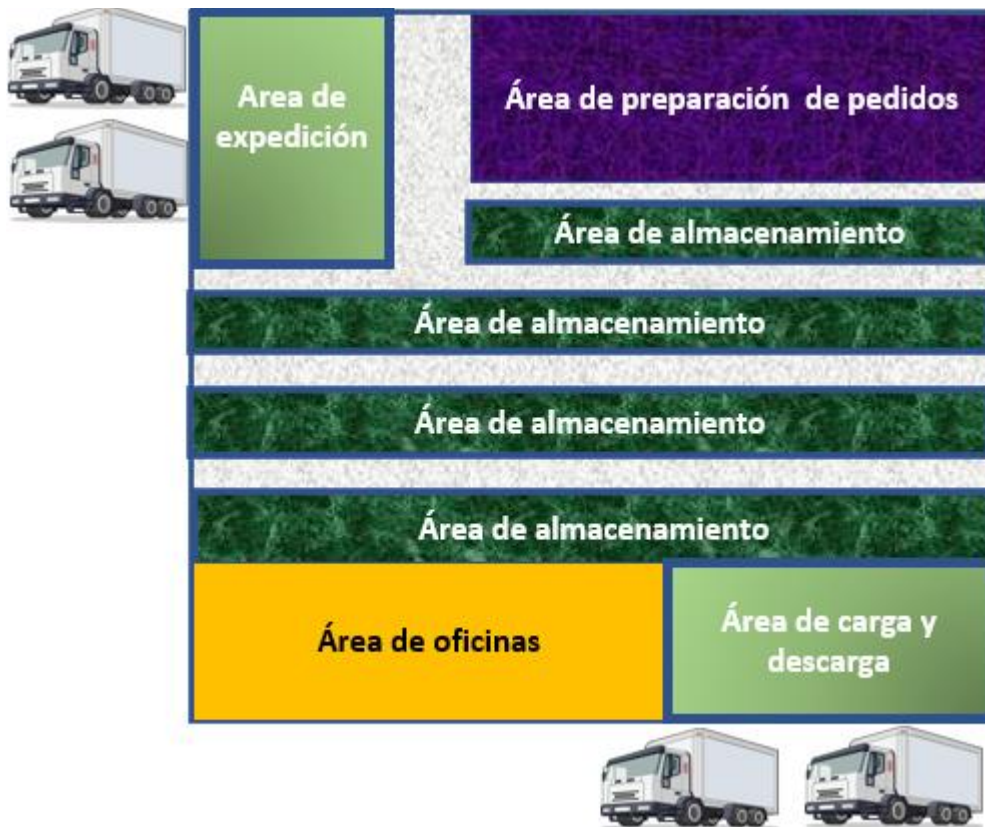 Area de
expedición
Área de preparación de pedidos
Área de almacenamiento
Área de almacenamiento
Área de almacenamiento
Área de almacenamiento
Área de oficinas
Área de carga y
descarga